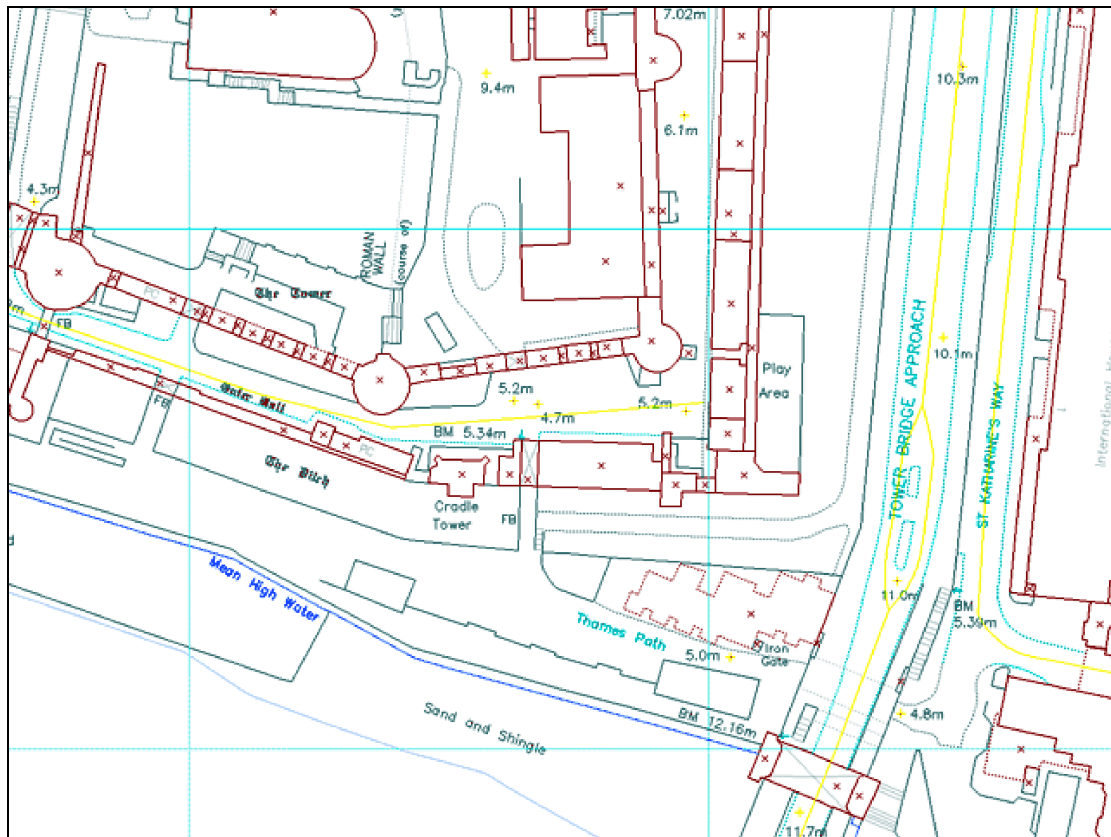 7.02m
9.4m
10.3m
6.1m
4.3m
ROMAN
WALL
(course of)
The Tower
PC
FB
TOWER BRIDGE APPROACH
10.1m
Play
Area
ST KATHARINE'S WAY
International
5.2m
4.7m
5.2m
Outer Wall
FB
BM 5.34m
PC
The Ditch
Cradle
Tower
FB
Mean High Water
11.0m
BM
5.39m
Thames Path
5.0m
Iron
Gate
Sand and Shingle
BM 12.16m
4.8m
11.7m